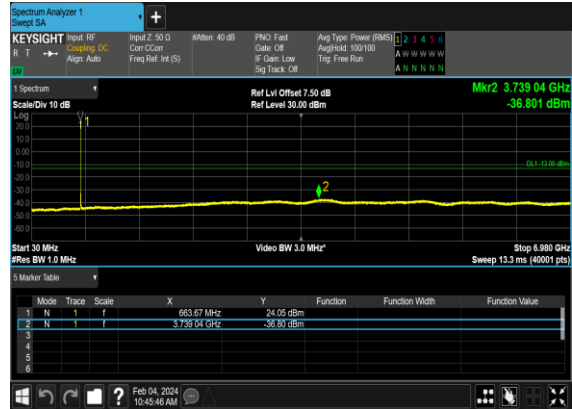 Spectrum Analyzer 1
Swept SA
+
KEYSIGHT Input: RF Input Z: 50 Ω #Atten: 40 dB PNO: Fast Avg Type: Power (RMS) 1 2 3 4 5 6
R T Coupling: DC Corr CCorr Gate: Off Avg|Hold: 100/100 A W W W W W
Align: Auto Freq Ref: Int (S) IF Gain: Low Trig: Free Run
Sig Track: Off A N N N N N
1 Spectrum Ref Lvl Offset 7.50 dB Mkr2 3.739 04 GHz
Scale/Div 10 dB Ref Level 30.00 dBm -36.801 dBm
Log
1
20.0
10.0
0.00
-10.0 DL1 -13.00 dBm
-20.0
-30.0 2
-40.0
-50.0
-60.0
Start 30 MHz Video BW 3.0 MHz* Stop 6.980 GHz
#Res BW 1.0 MHz Sweep 13.3 ms (40001 pts)
5 Marker Table
Mode Trace Scale X Y Function Function Width Function Value
1 N 1 f 663.67 MHz 24.05 dBm
2 N 1 f 3.739 04 GHz -36.80 dBm
3
4
5
6
? Feb 04, 2024
10:45:46 AM